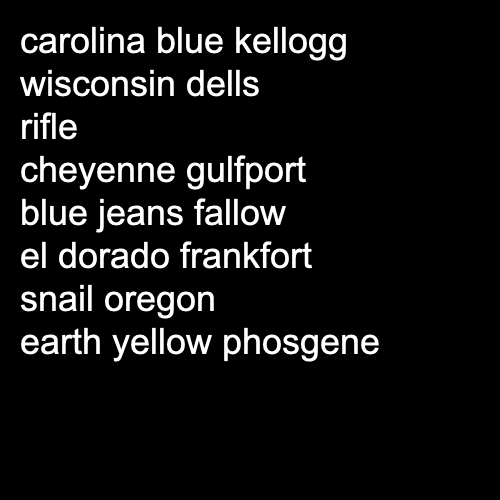 carolina blue kellogg
wisconsin dells
rifle
cheyenne gulfport
blue jeans fallow
el dorado frankfort
snail oregon
earth yellow phosgene